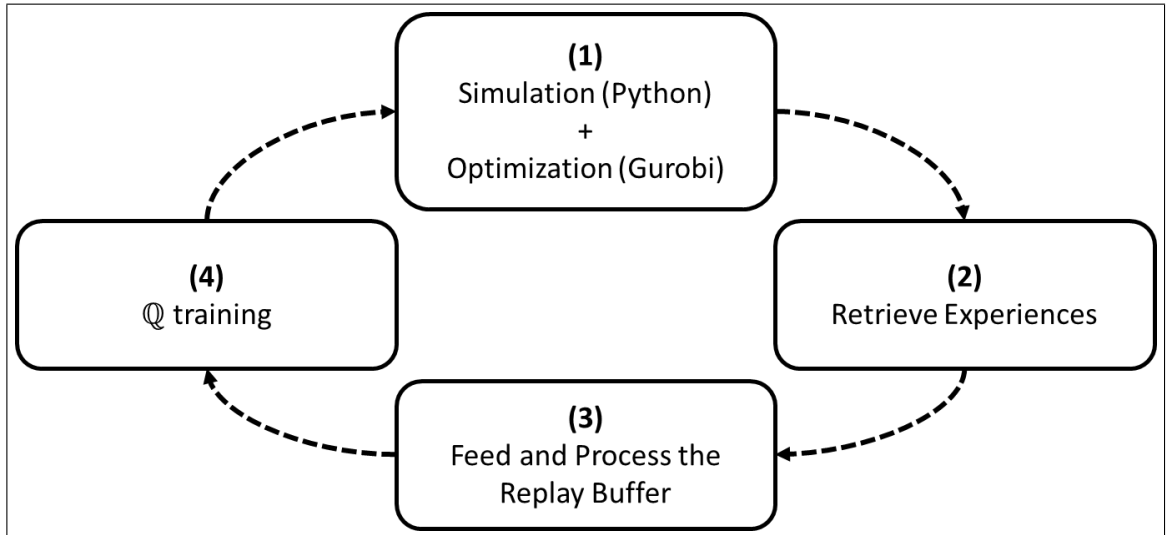 (1)
Simulation (Python)
+
Optimization (Gurobi)
(2)
Retrieve Experiences
(3)
Feed and Process the
Replay Buffer
(4)
ℚ training